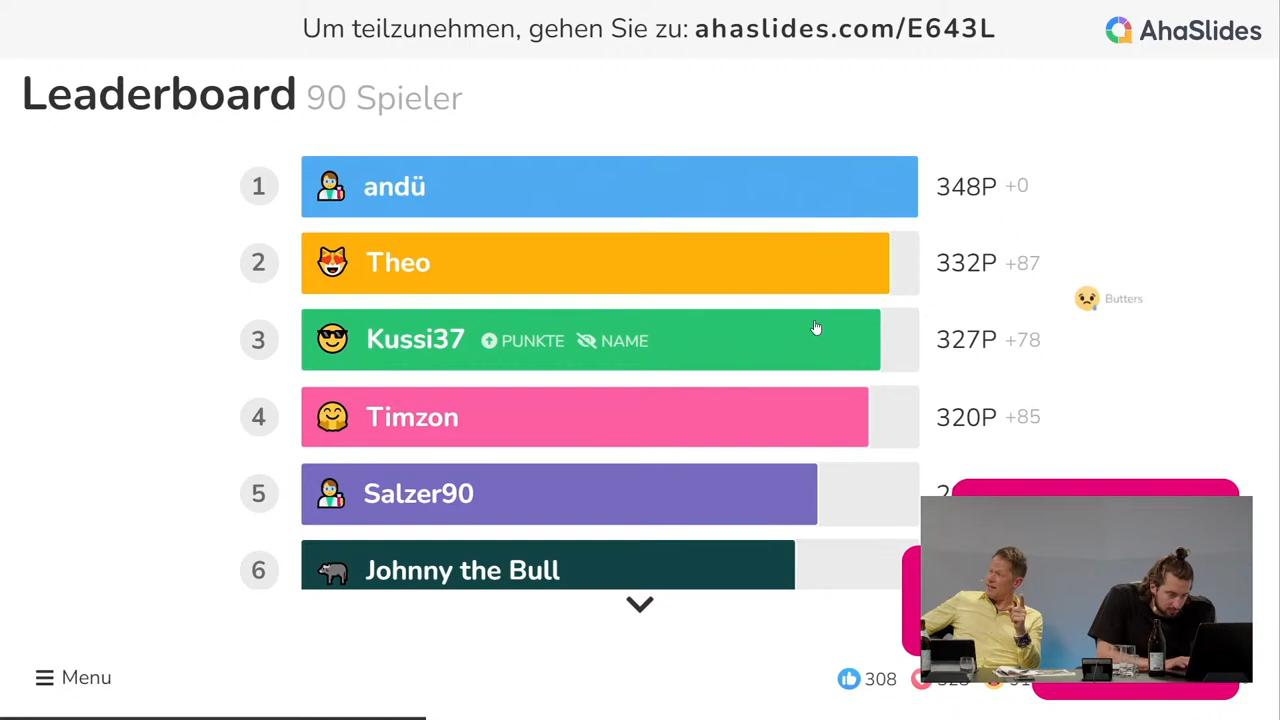 Um teilzunehmen, gehen Sie zu: ahaslides.com/E643L
AhaSlides
Leaderboard 90 Spieler
1 andü 348P +0
2 Theo 332P +87
Butters
3 Kussi37 PUNKTE NAME 327P +78
4 Timzon 320P +85
5 Salzer90
6 Johnny the Bull
Menu
308